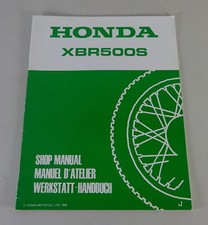 HONDA
XBR500S
SHOP MANUAL
MANUEL D'ATELIER
WERKSTATT-HANDBUCH
J